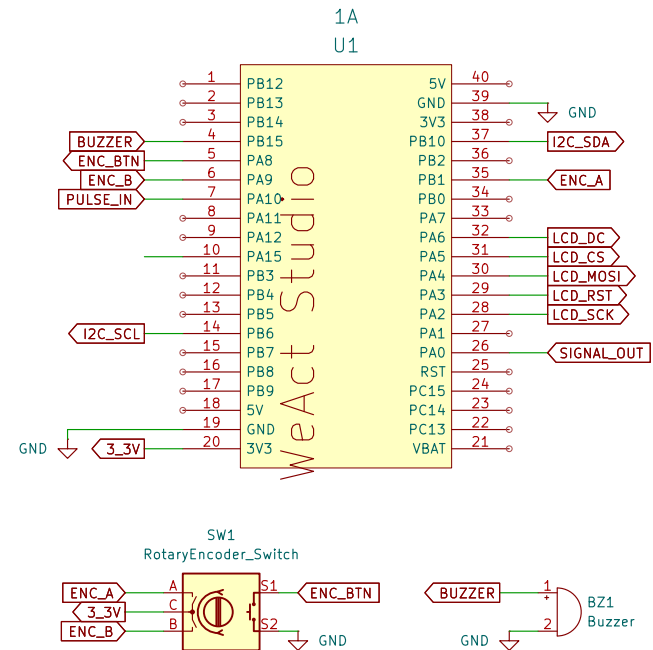 1A
U1
1 PB12 5V 40
2 PB13 GND 39 GND
3 PB14 3V3 38
BUZZER 4 PB15 PB10 37 I2C_SDA
ENC_BTN 5 PA8 PB2 36
ENC_B 6 PA9 PB1 35 ENC_A
PULSE_IN 7 PA10 PB0 34
8 PA11 PA7 33
9 PA12 PA6 32 LCD_DC
10 PA15 PA5 31 LCD_CS
11 PB3 PA4 30 LCD_MOSI
12 PB4 PA3 29 LCD_RST
13 PB5 PA2 28 LCD_SCK
I2C_SCL 14 PB6 PA1 27
15 PB7 PA0 26 SIGNAL_OUT
16 PB8 RST 25
17 PB9 PC15 24
18 5V PC14 23
GND 19 GND PC13 22
3_3V 20 3V3 VBAT 21
WeAct Studio
SW1
RotaryEncoder_Switch
ENC_A A S1 ENC_BTN
3_3V C
ENC_B B S2 GND
BUZZER 1 + BZ1
Buzzer
GND 2